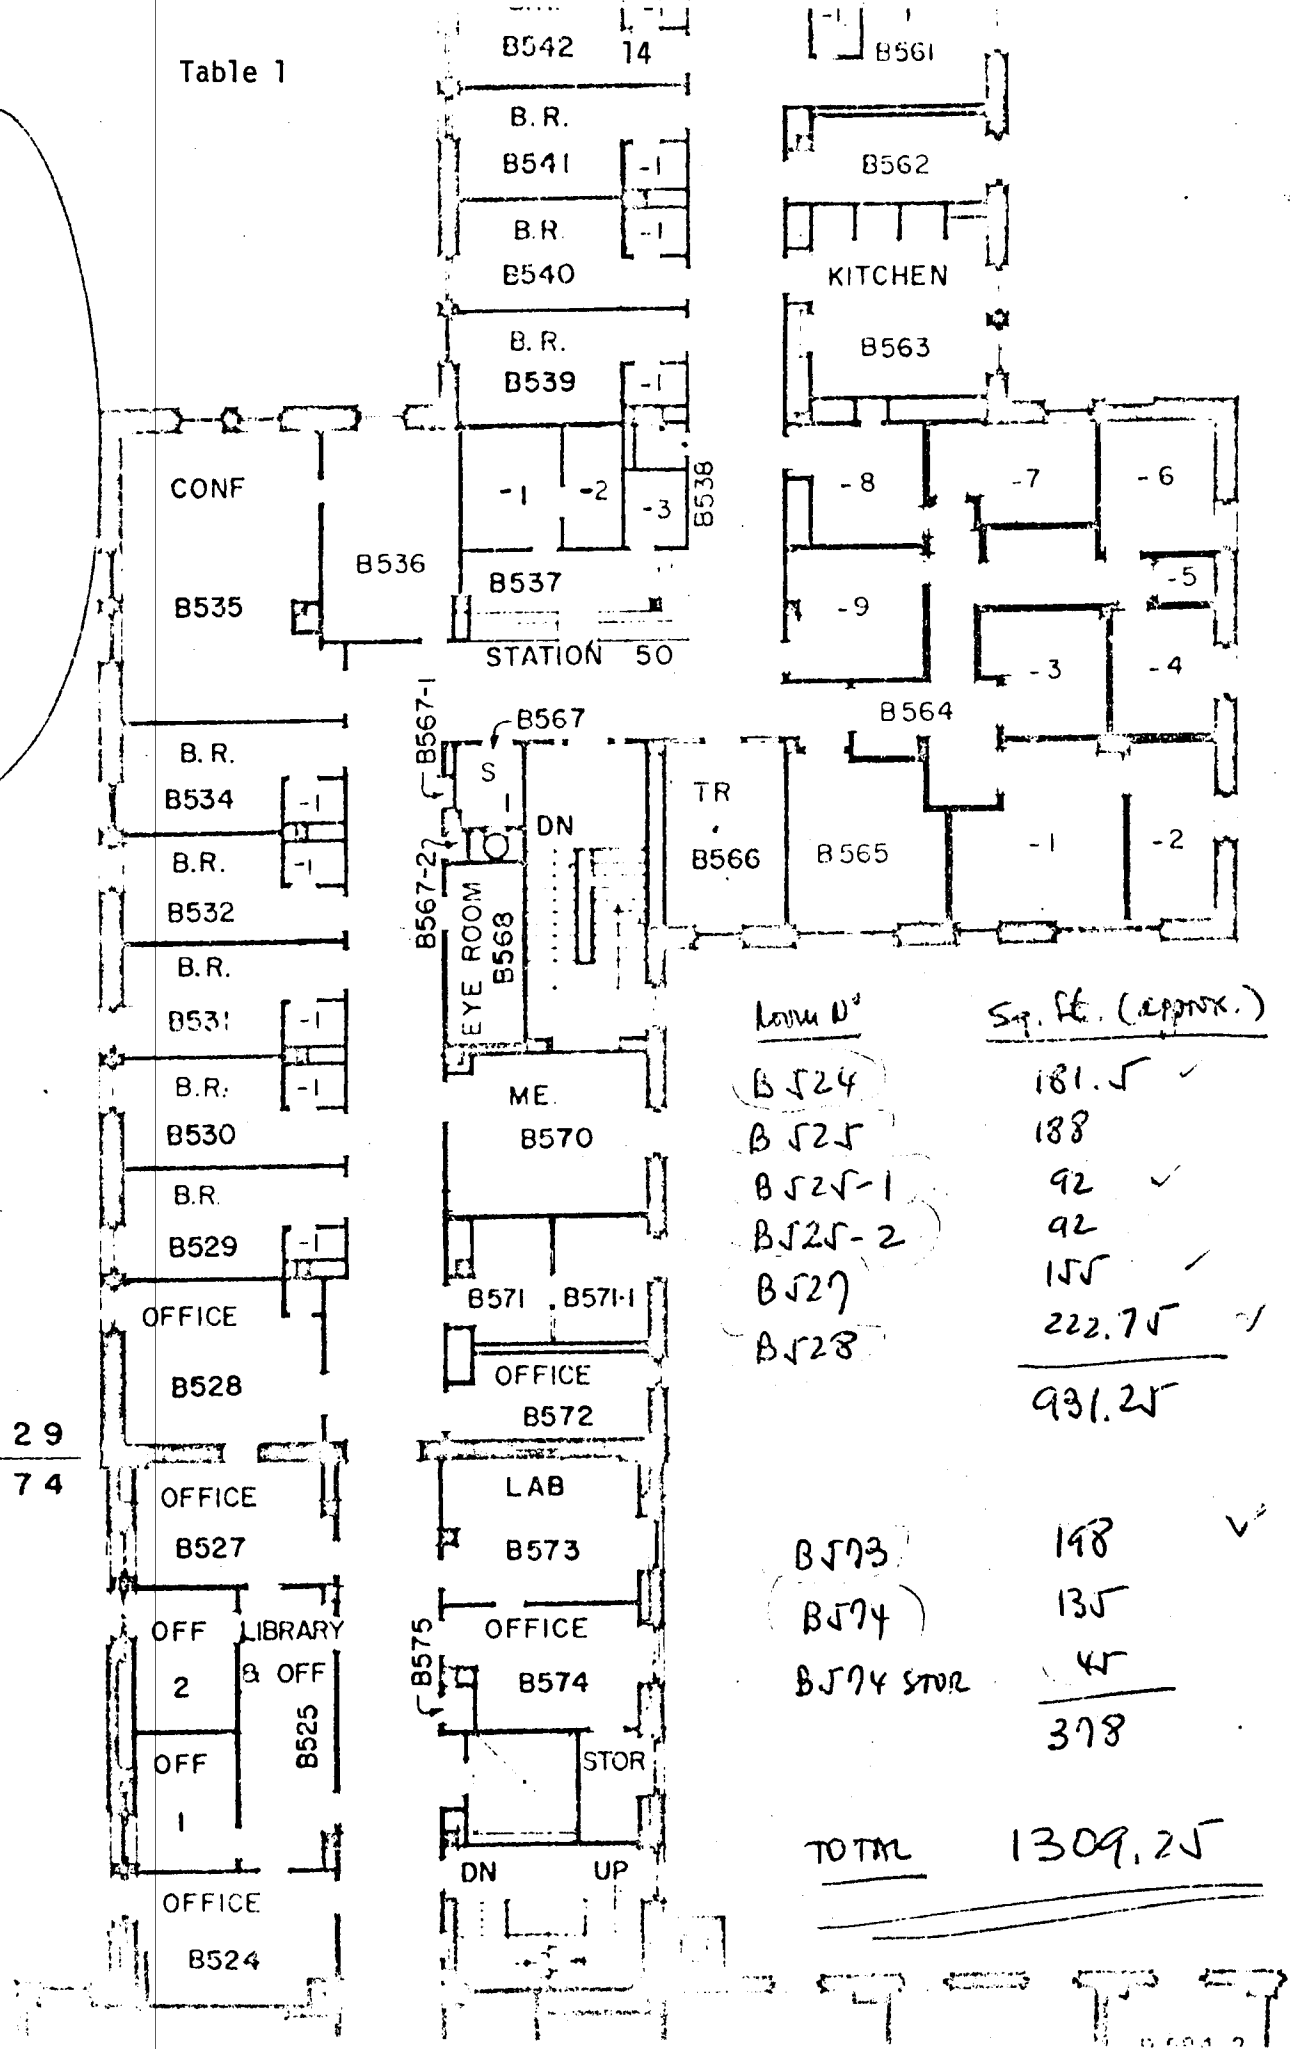 Table 1
B542
14
-1
-1
B561
B.R.
B541
-1
B562
B.R.
-1
B540
KITCHEN
B.R.
B563
B539
-1
CONF
-1
-2
-3
B538
-8
-7
-6
B536
B537
-5
B535
-9
STATION 50
-3
-4
B567-1
B567
B564
B.R.
S
TR
B534
-1
1
DN
B.R.
-1
B566
B565
-1
-2
B532
B567-2
EYE ROOM
B568
B.R.
B531
-1
B.R.
-1
ME.
B530
B570
B.R.
B529
-1
OFFICE
B571
B571-1
B528
OFFICE
B572
29
74
OFFICE
LAB
B527
B573
OFF
2
LIBRARY
& OFF
B525
OFFICE
B575
B574
OFF
1
STOR
DN
UP
OFFICE
B524
Room No
Sq. ft. (approx.)
B524 181.5 ✓
B525 188
B525-1 92 ✓
B525-2 92
B527 155 ✓
B528 222.75 ✓
931.25
B573 198 ✓
B574 135
B574 STOR 45
378
TOTAL 1309.25